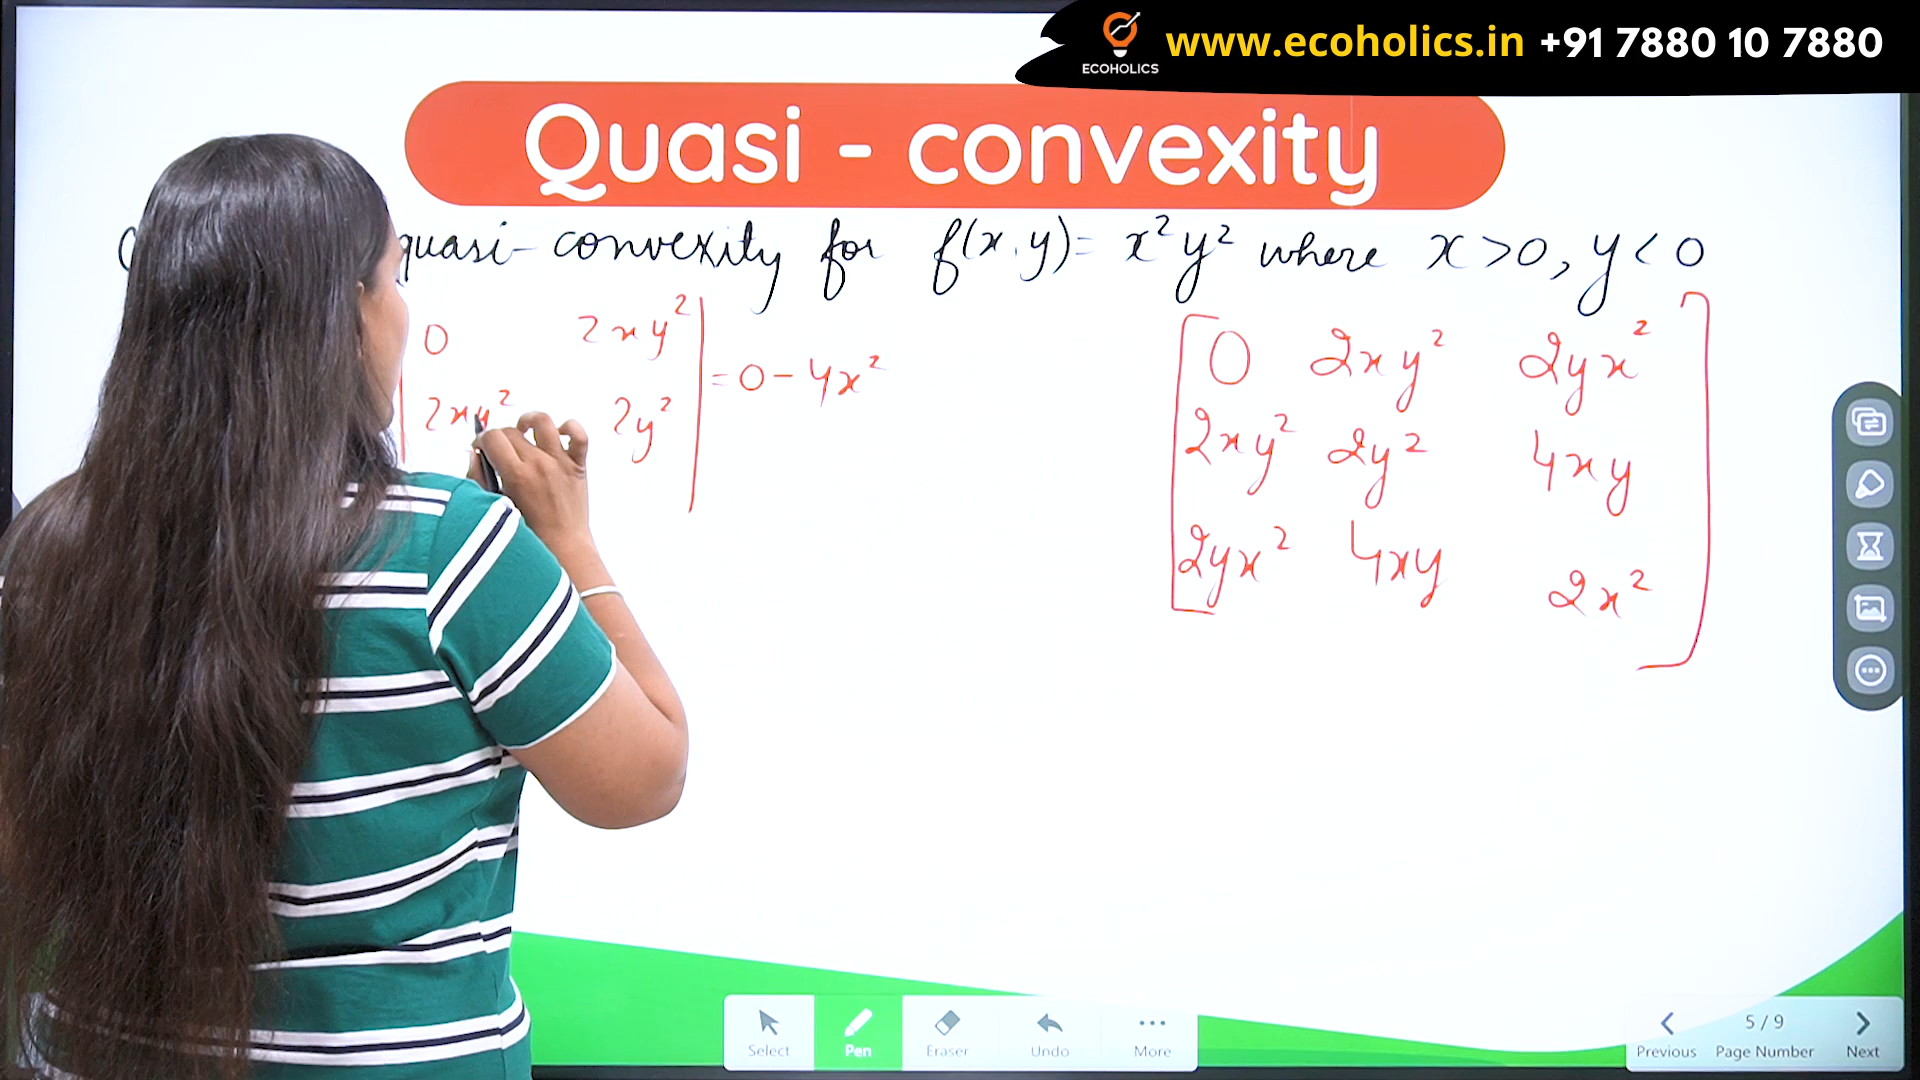 www.ecoholics.in +91 7880 10 7880
ECOHOLICS
Quasi - convexity
quasi-convexity for f(x,y)= x²y² where x>0, y<0
0 2xy²
= 0 - 4x²
2xy² 2y²
0 2xy² 2yx²
2xy² 2y² 4xy
2yx² 4xy 2x²
Select Pen Eraser Undo More
5/9
Previous Page Number Next